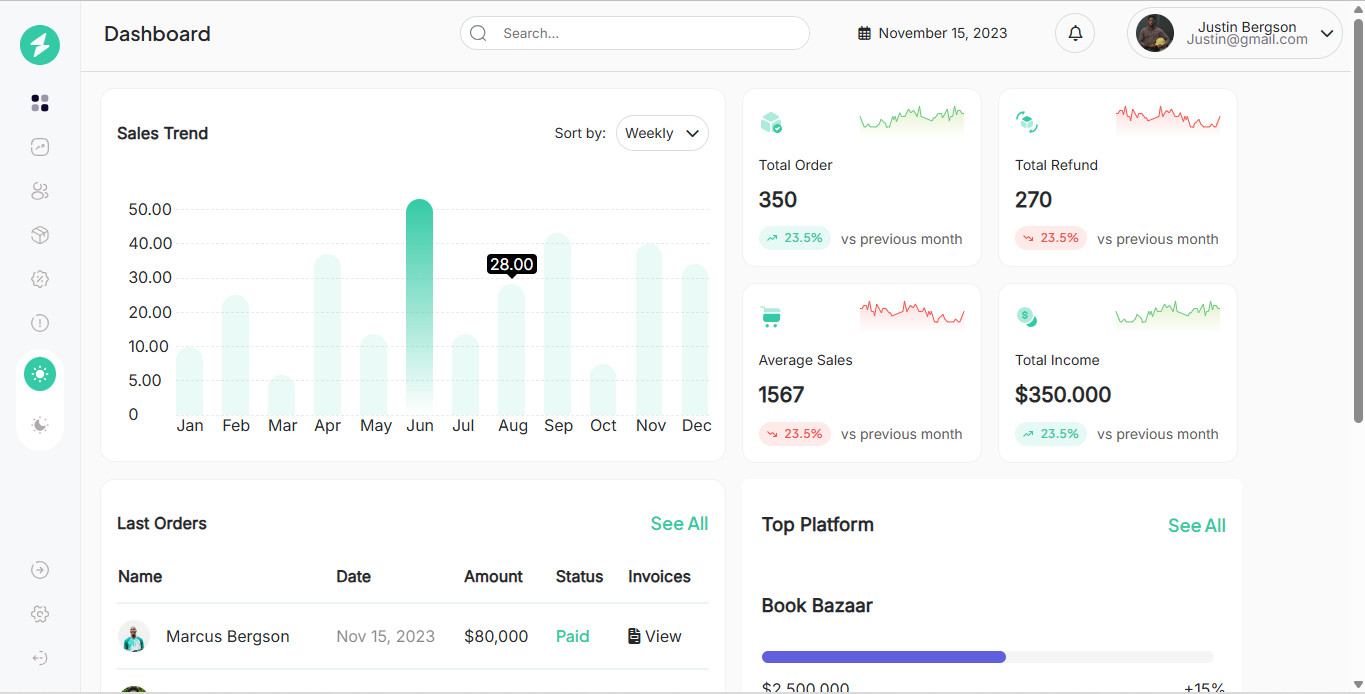 Dashboard
Search...
November 15, 2023
Justin Bergson
Justin@gmail.com
Sales Trend
Sort by:
Weekly
50.00
40.00
30.00
20.00
10.00
5.00
0
28.00
Jan Feb Mar Apr May Jun Jul Aug Sep Oct Nov Dec
Total Order
350
23.5% vs previous month
Total Refund
270
23.5% vs previous month
Average Sales
1567
23.5% vs previous month
Total Income
$350.000
23.5% vs previous month
Last Orders
See All
Name Date Amount Status Invoices
Marcus Bergson Nov 15, 2023 $80,000 Paid View
Top Platform
See All
Book Bazaar
$2,500,000 +15%